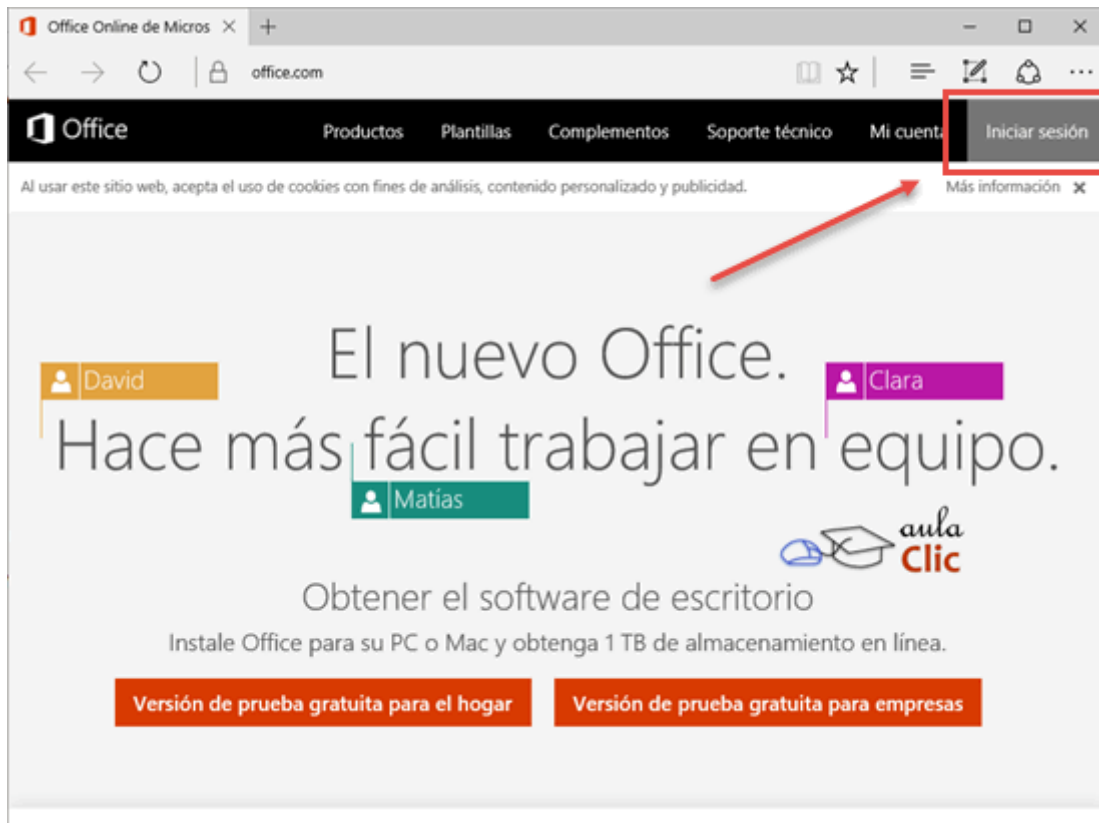 Office Online de Micros
office.com
Office
Productos Plantillas Complementos Soporte técnico Mi cuenta Iniciar sesión
Al usar este sitio web, acepta el uso de cookies con fines de análisis, contenido personalizado y publicidad. Más información
El nuevo Office.
David
Clara
Hace más fácil trabajar en equipo.
Matías
aula
Clic
Obtener el software de escritorio
Instale Office para su PC o Mac y obtenga 1 TB de almacenamiento en línea.
Versión de prueba gratuita para el hogar Versión de prueba gratuita para empresas